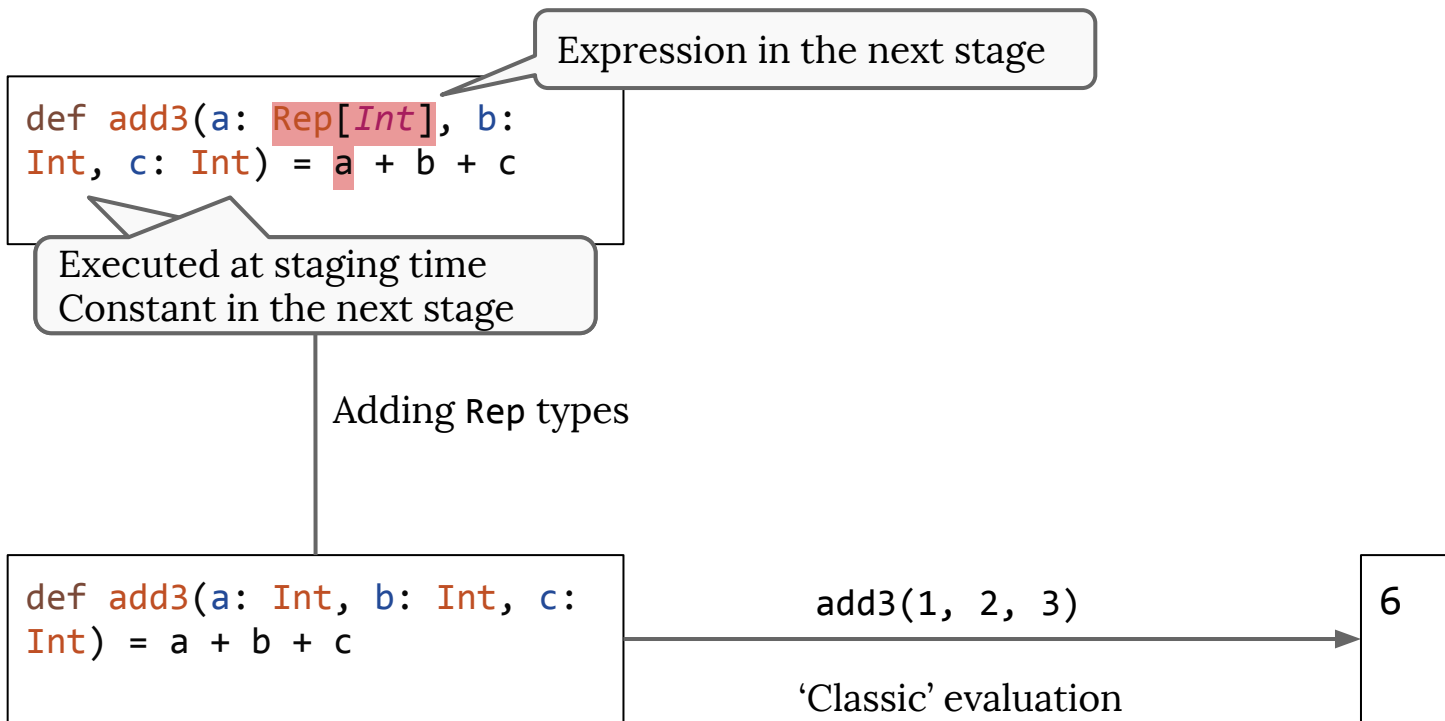 Expression in the next stage
def add3(a: Rep[Int], b:
Int, c: Int) = a + b + c
Executed at staging time
Constant in the next stage
Adding Rep types
def add3(a: Int, b: Int, c:
Int) = a + b + c
add3(1, 2, 3)
6
‘Classic’ evaluation